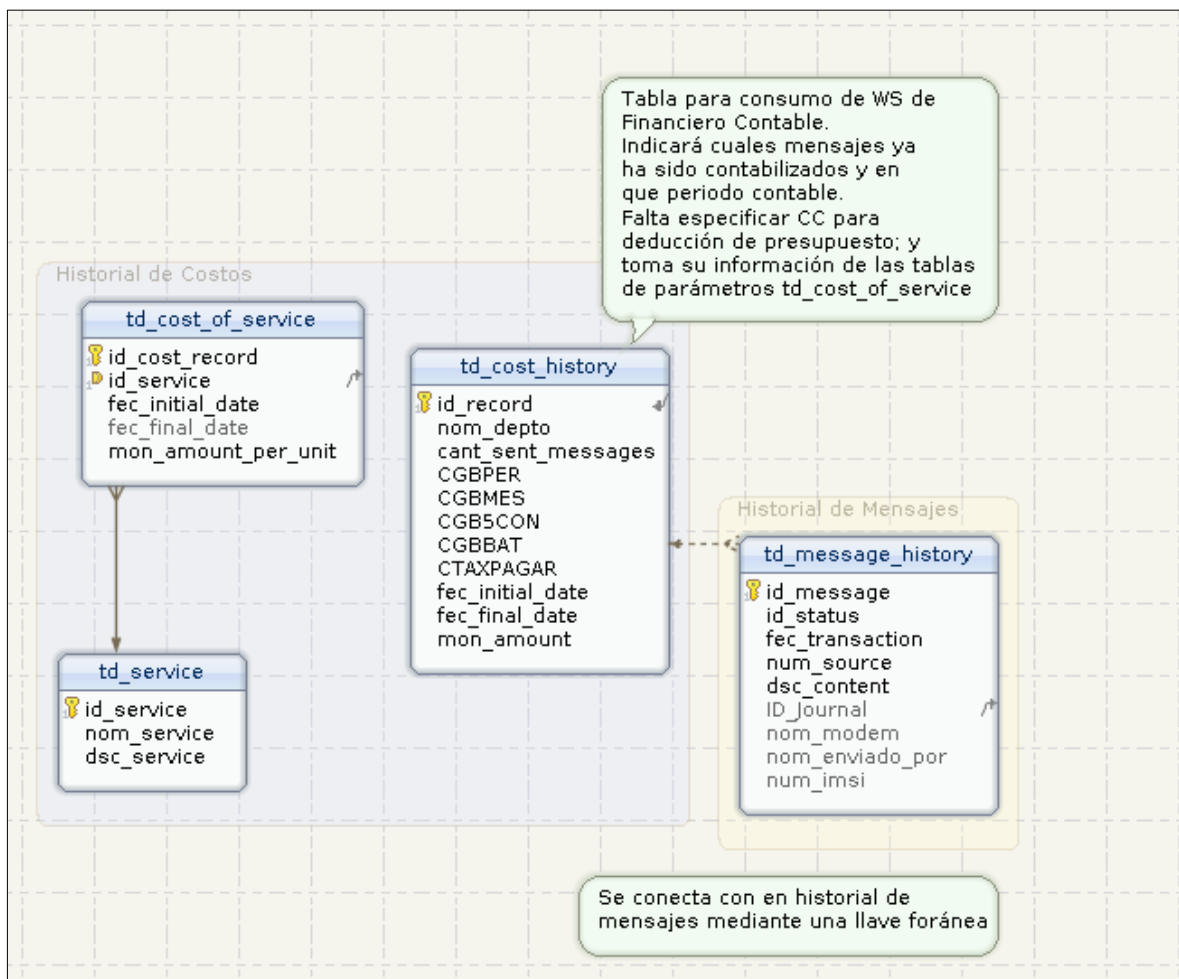 Tabla para consumo de WS de
Financiero Contable.
Indicará cuales mensajes ya
ha sido contabilizados y en
que periodo contable.
Falta especificar CC para
deducción de presupuesto; y
toma su información de las tablas
de parámetros td_cost_of_service
Historial de Costos
td_cost_of_service
id_cost_record
id_service
fec_initial_date
fec_final_date
mon_amount_per_unit
td_cost_history
id_record
nom_depto
cant_sent_messages
CGBPER
CGBMES
CGB5CON
CGBBAT
CTAXPAGAR
fec_initial_date
fec_final_date
mon_amount
Historial de Mensajes
td_message_history
id_message
id_status
fec_transaction
num_source
dsc_content
ID_Journal
nom_modem
nom_enviado_por
num_imsi
td_service
id_service
nom_service
dsc_service
Se conecta con en historial de
mensajes mediante una llave foránea